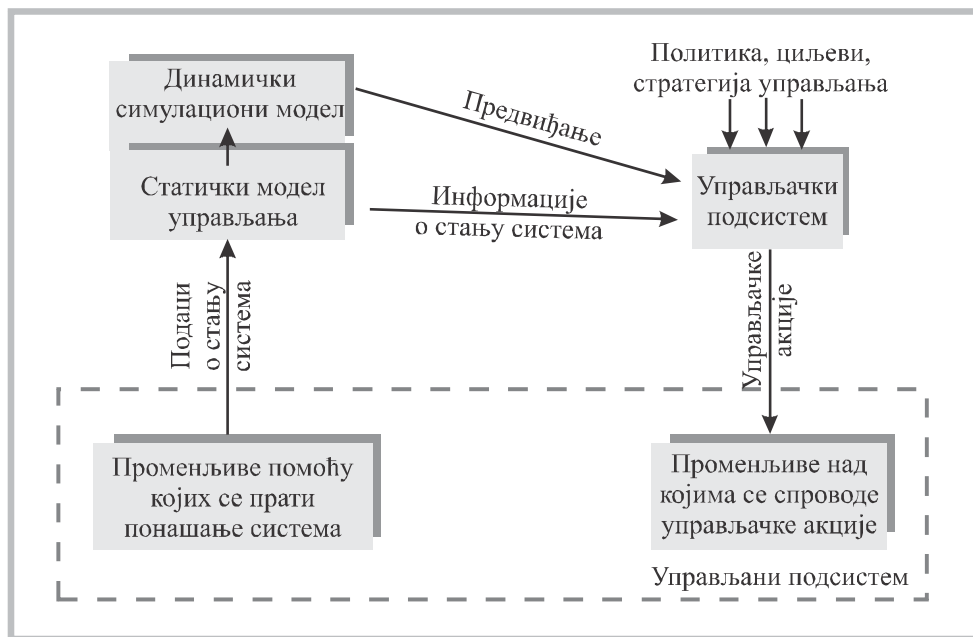 Динамички
симулациони модел
Статички модел
управљања
Предвиђање
Информације
о стању система
Политика, циљеви,
стратегија управљања
Управљачки
подсистем
Подаци
о стању
система
Управљачке
акције
Променљиве помоћу
којих се прати
понашање система
Променљиве над
којима се спроводе
управљачке акције
Управљани подсистем